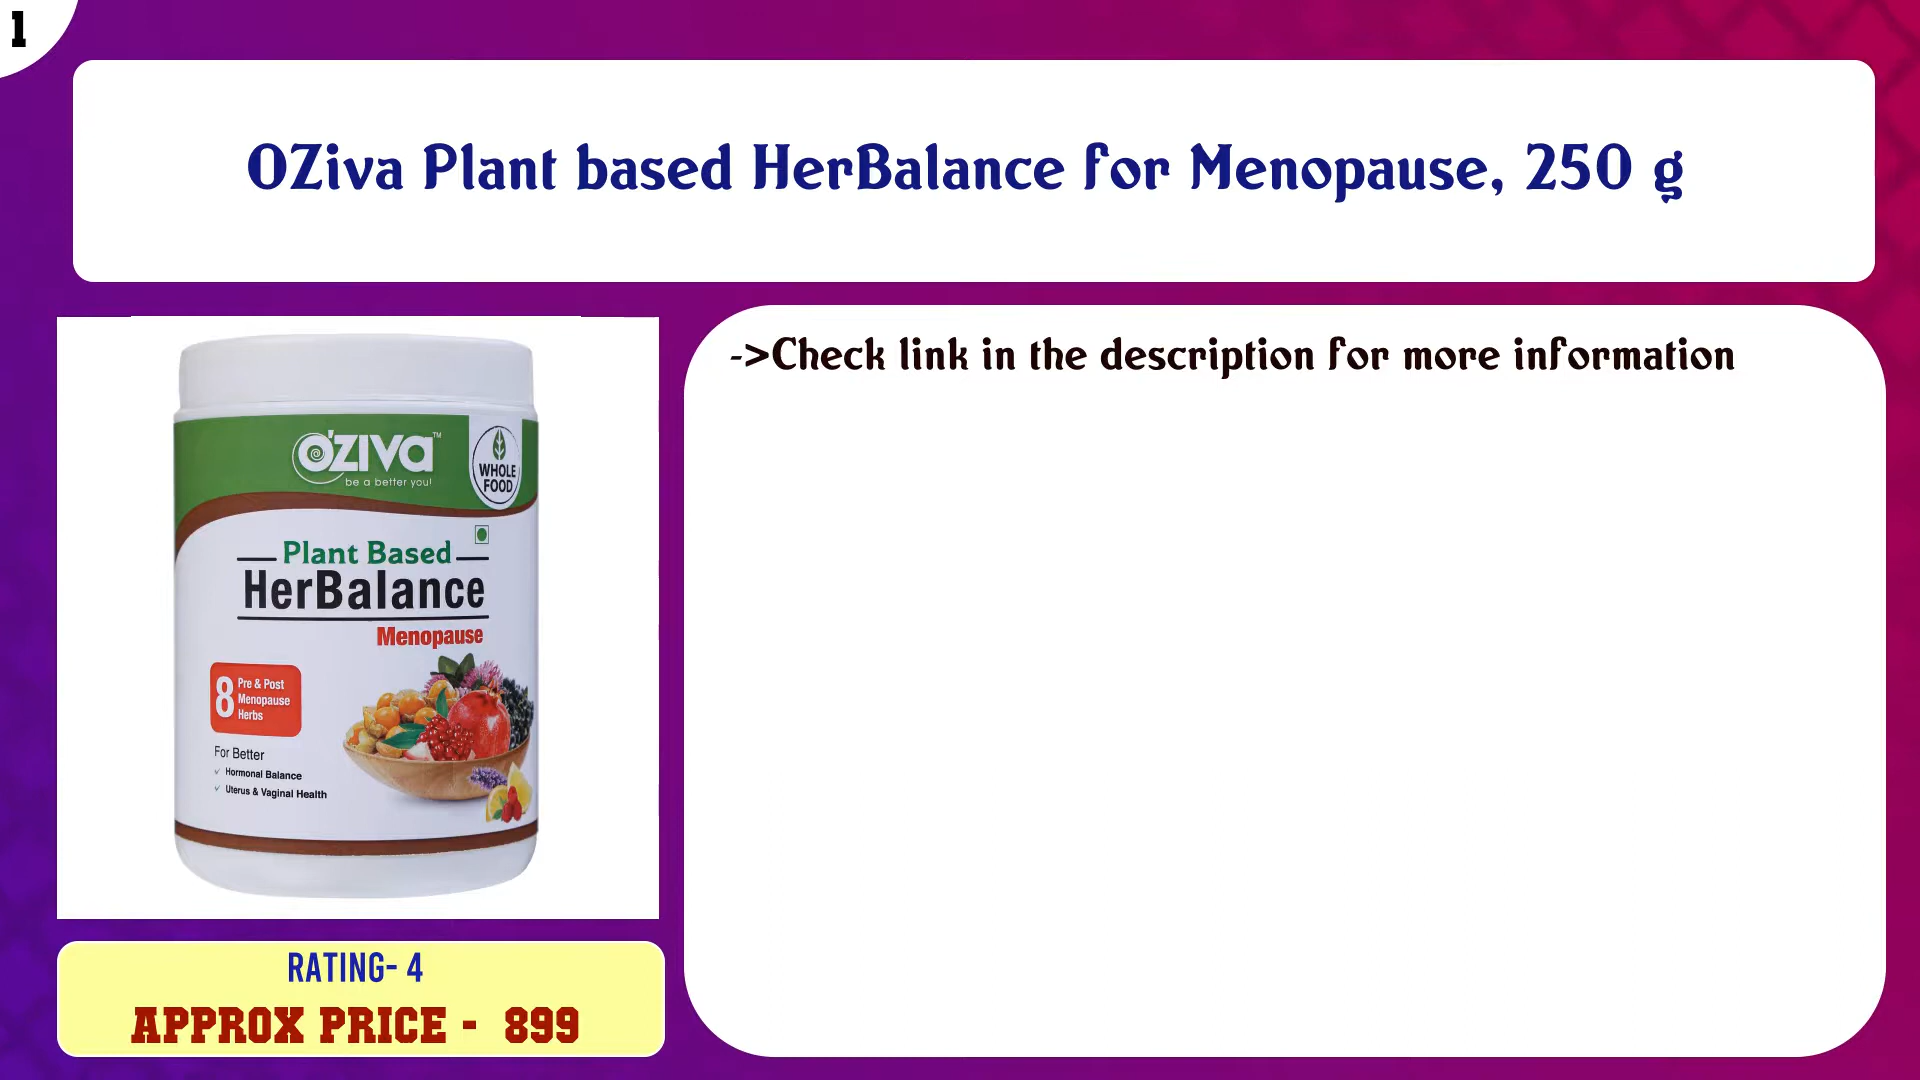 1
OZiva Plant based HerBalance for Menopause, 250 g
->Check link in the description for more information
OZIVA™
be a better you!
WHOLE
FOOD
Plant Based
HerBalance
Menopause
8 Pre & Post
Menopause
Herbs
For Better
✓ Hormonal Balance
✓ Uterus & Vaginal Health
RATING- 4
APPROX PRICE - 899